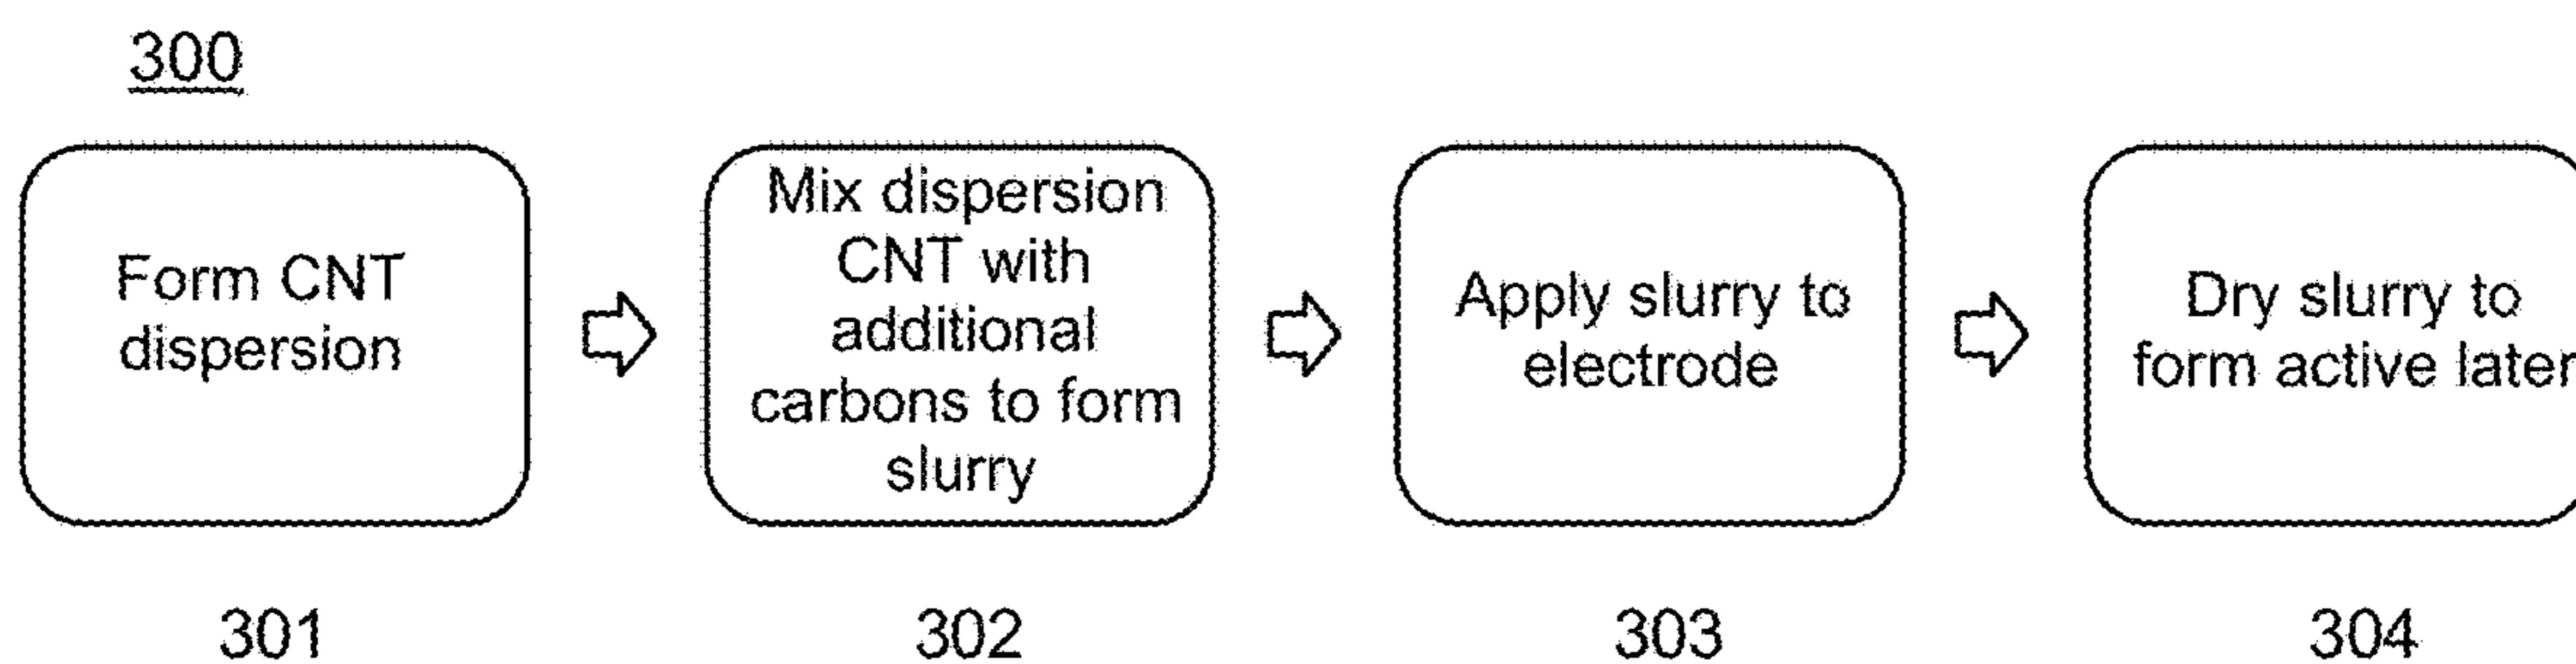 300
Form CNT
dispersion
Mix dispersion
CNT with
additional
carbons to form
slurry
Apply slurry to
electrode
Dry slurry to
form active later
301
302
303
304